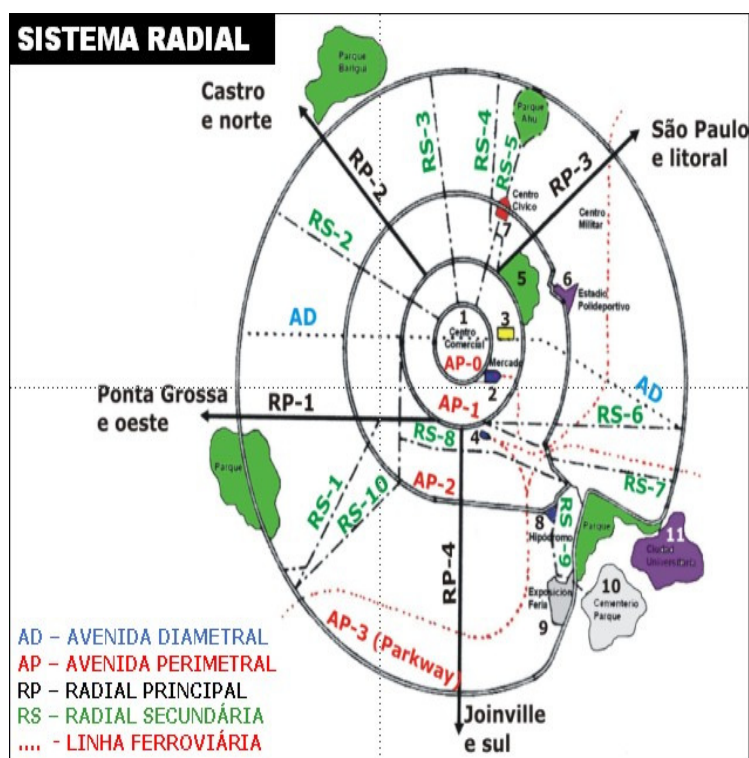 SISTEMA RADIAL
Parque
Barigui
Castro
e norte
RS-3
RS-4
Parque
Ahu
RS-5
RP-3
São Paulo
e litoral
RP-2
Centro
Cívico
7
Centro
Militar
RS-2
5
6
Estadio
Polideportivo
AD
1
Centro
Comercial
3
AP-0
Mercado
2
AD
Ponta Grossa
e oeste
RP-1
AP-1
RS-6
RS-8
4
RS-7
Parque
RS-1
RS-10
AP-2
8
Hipódromo
RS-9
Parque
11
Ciudad
Universitaria
RP-4
10
Cementerio
Parque
Exposicion
Feria
9
AP-3 (Parkway)
AD – AVENIDA DIAMETRAL
AP – AVENIDA PERIMETRAL
RP – RADIAL PRINCIPAL
RS – RADIAL SECUNDÁRIA
.... - LINHA FERROVIÁRIA
Joinville
e sul